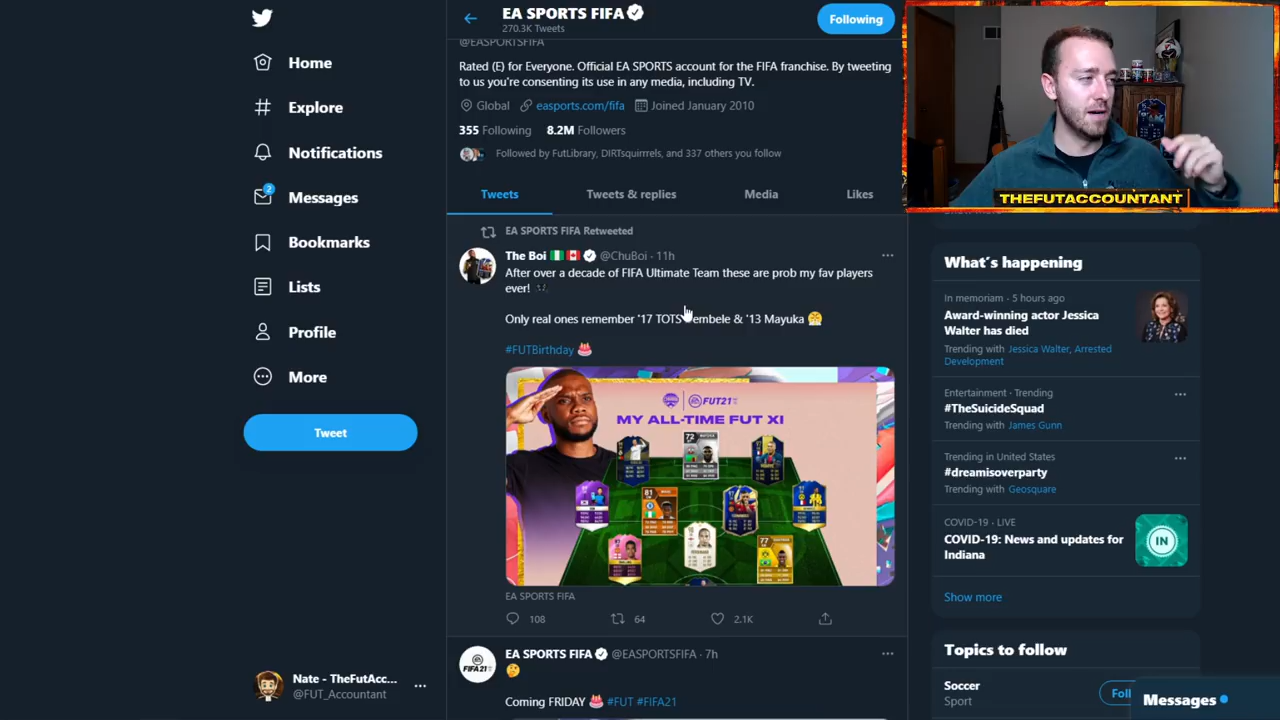 EA SPORTS FIFA
270.3K Tweets
Following
@EASPORTSFIFA
Rated (E) for Everyone. Official EA SPORTS account for the FIFA franchise. By tweeting
to us you're consenting its use in any media, including TV.
Global easports.com/fifa Joined January 2010
355 Following 8.2M Followers
Followed by FutLibrary, DIRTsquirrrels, and 337 others you follow
Tweets Tweets & replies Media Likes
Home
Explore
Notifications
2
Messages
Bookmarks
Lists
Profile
More
Tweet
Nate - TheFutAcc...
@FUT_Accountant
EA SPORTS FIFA Retweeted
The Boi @ChuBoi · 11h
After over a decade of FIFA Ultimate Team these are prob my fav players
ever!
Only real ones remember '17 TOTS embele & '13 Mayuka 😤
#FUTBirthday 🎂
FUT21
MY ALL-TIME FUT XI
72
81
77
EA SPORTS FIFA
108 64 2.1K
EA SPORTS FIFA @EASPORTSFIFA · 7h
🤔
Coming FRIDAY 🎂 #FUT #FIFA21
THEFUTACCOUNTANT
What's happening
In memoriam · 5 hours ago
Award-winning actor Jessica
Walter has died
Trending with Jessica Walter, Arrested
Development
Entertainment · Trending
#TheSuicideSquad
Trending with James Gunn
Trending in United States
#dreamisoverparty
Trending with Geosquare
COVID-19 · LIVE
COVID-19: News and updates for
Indiana
IN
Show more
Topics to follow
Soccer
Sport
Foll
Messages